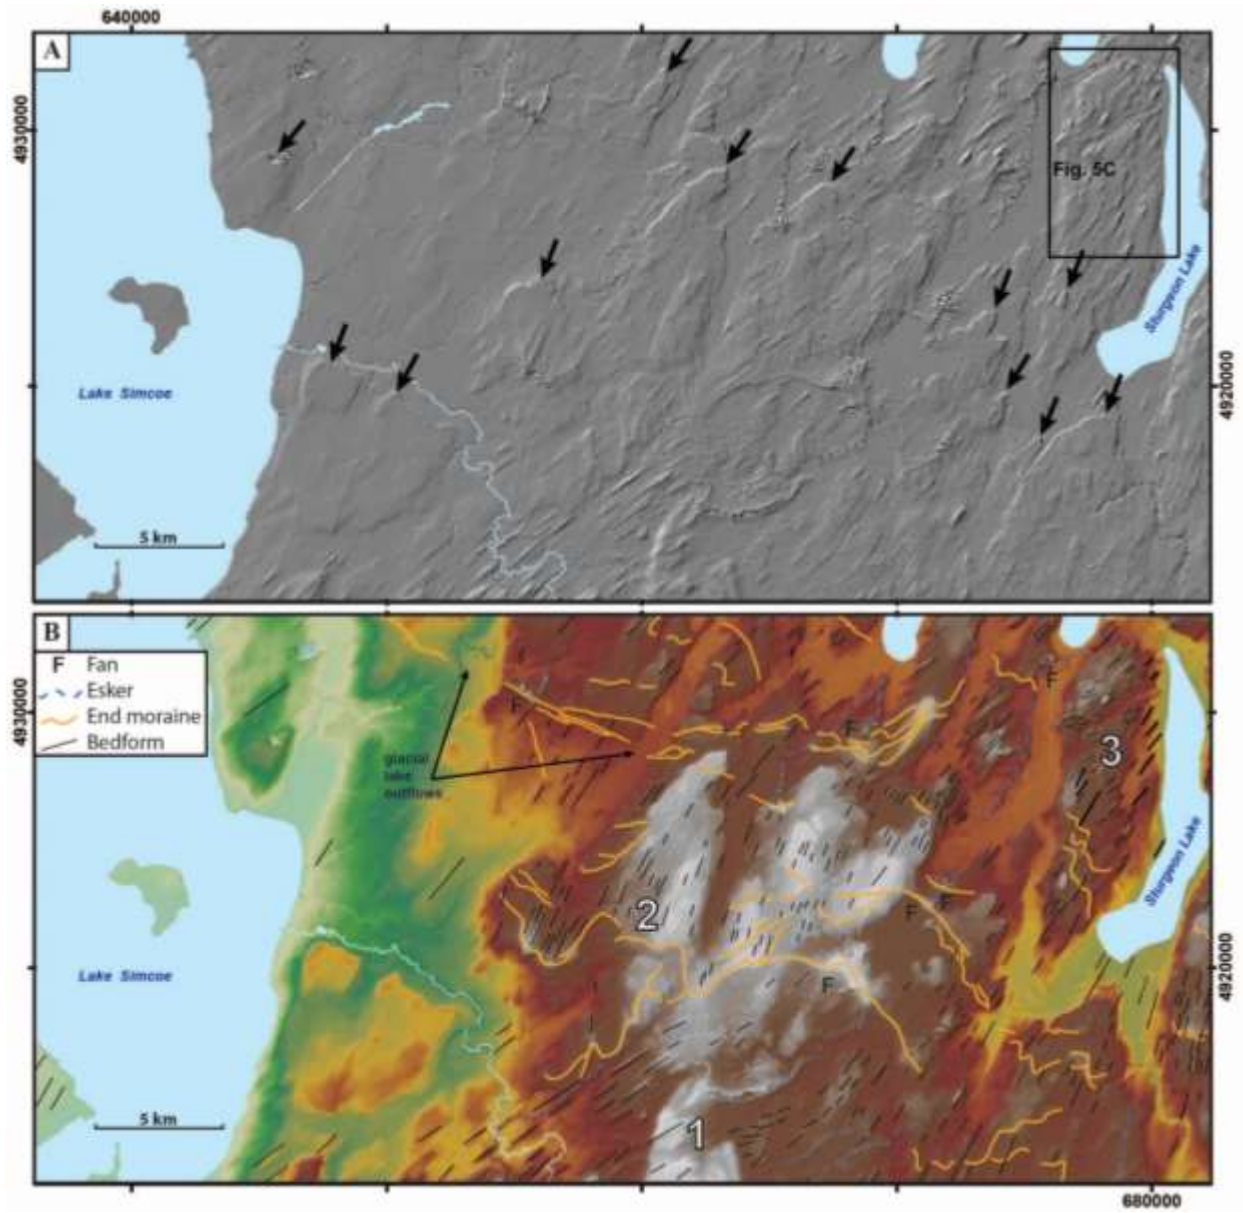 640000
A
4930000
Fig. 5C
Sturgeon Lake
Lake Simcoe
4920000
5 km
B
F Fan
Esker
End moraine
Bedform
4930000
F
F
F
glacial
lake
outflows
3
Sturgeon Lake
2
F
F
F
Lake Simcoe
4920000
5 km
1
680000